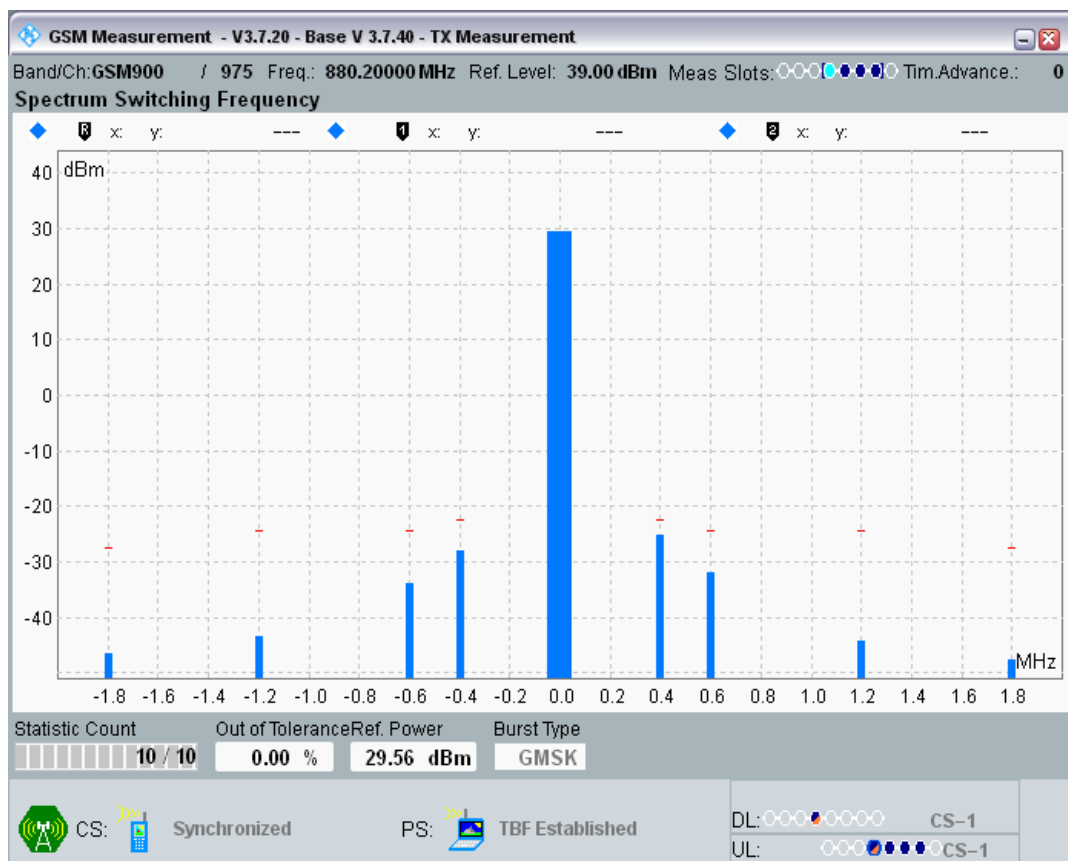 GSM Measurement - V3.7.20 - Base V 3.7.40 - TX Measurement
Band/Ch:GSM900 / 975 Freq.: 880.20000 MHz Ref. Level: 39.00 dBm Meas Slots: Tim.Advance.: 0
Spectrum Switching Frequency
R x: y: --- 1 x: y: --- 2 x: y: ---
dBm
40
30
20
10
0
-10
-20
-30
-40
MHz
-1.8 -1.6 -1.4 -1.2 -1.0 -0.8 -0.6 -0.4 -0.2 0.0 0.2 0.4 0.6 0.8 1.0 1.2 1.4 1.6 1.8
Statistic Count Out of Tolerance Ref. Power Burst Type
10 / 10 0.00 % 29.56 dBm GMSK
CS: Synchronized PS: TBF Established
DL: CS-1
UL: CS-1